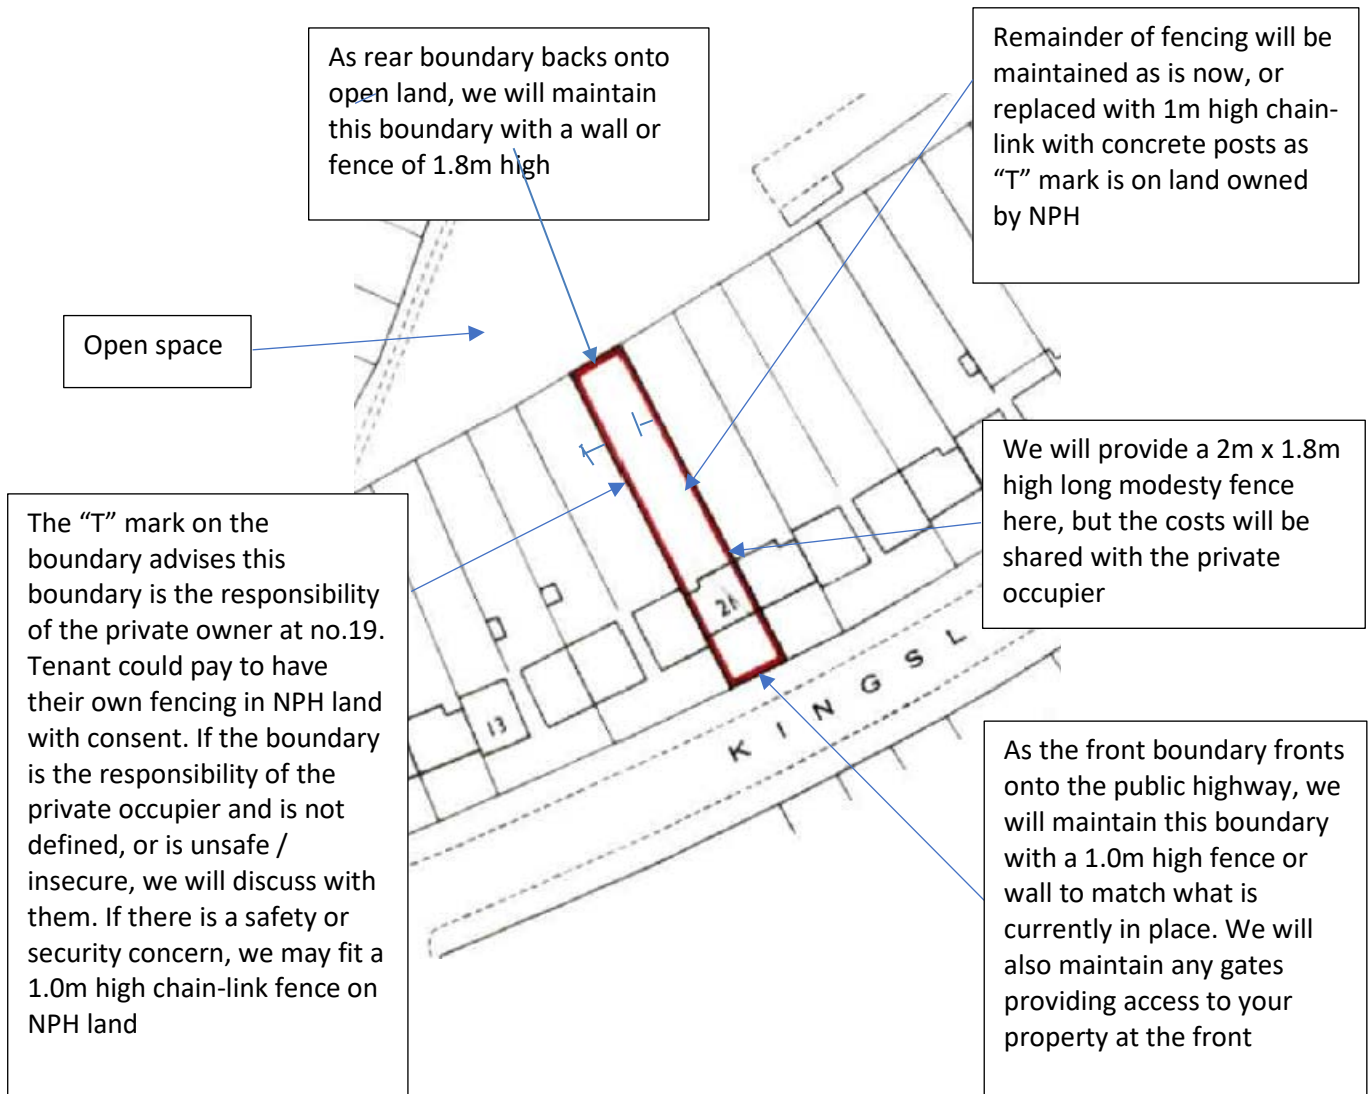 As rear boundary backs onto
open land, we will maintain
this boundary with a wall or
fence of 1.8m high
Remainder of fencing will be
maintained as is now, or
replaced with 1m high chain-
link with concrete posts as
“T” mark is on land owned
by NPH
Open space
We will provide a 2m x 1.8m
high long modesty fence
here, but the costs will be
shared with the private
occupier
The “T” mark on the
boundary advises this
boundary is the responsibility
of the private owner at no.19.
Tenant could pay to have
their own fencing in NPH land
with consent. If the boundary
is the responsibility of the
private occupier and is not
defined, or is unsafe /
insecure, we will discuss with
them. If there is a safety or
security concern, we may fit a
1.0m high chain-link fence on
NPH land
21
13
KINGSL
As the front boundary fronts
onto the public highway, we
will maintain this boundary
with a 1.0m high fence or
wall to match what is
currently in place. We will
also maintain any gates
providing access to your
property at the front